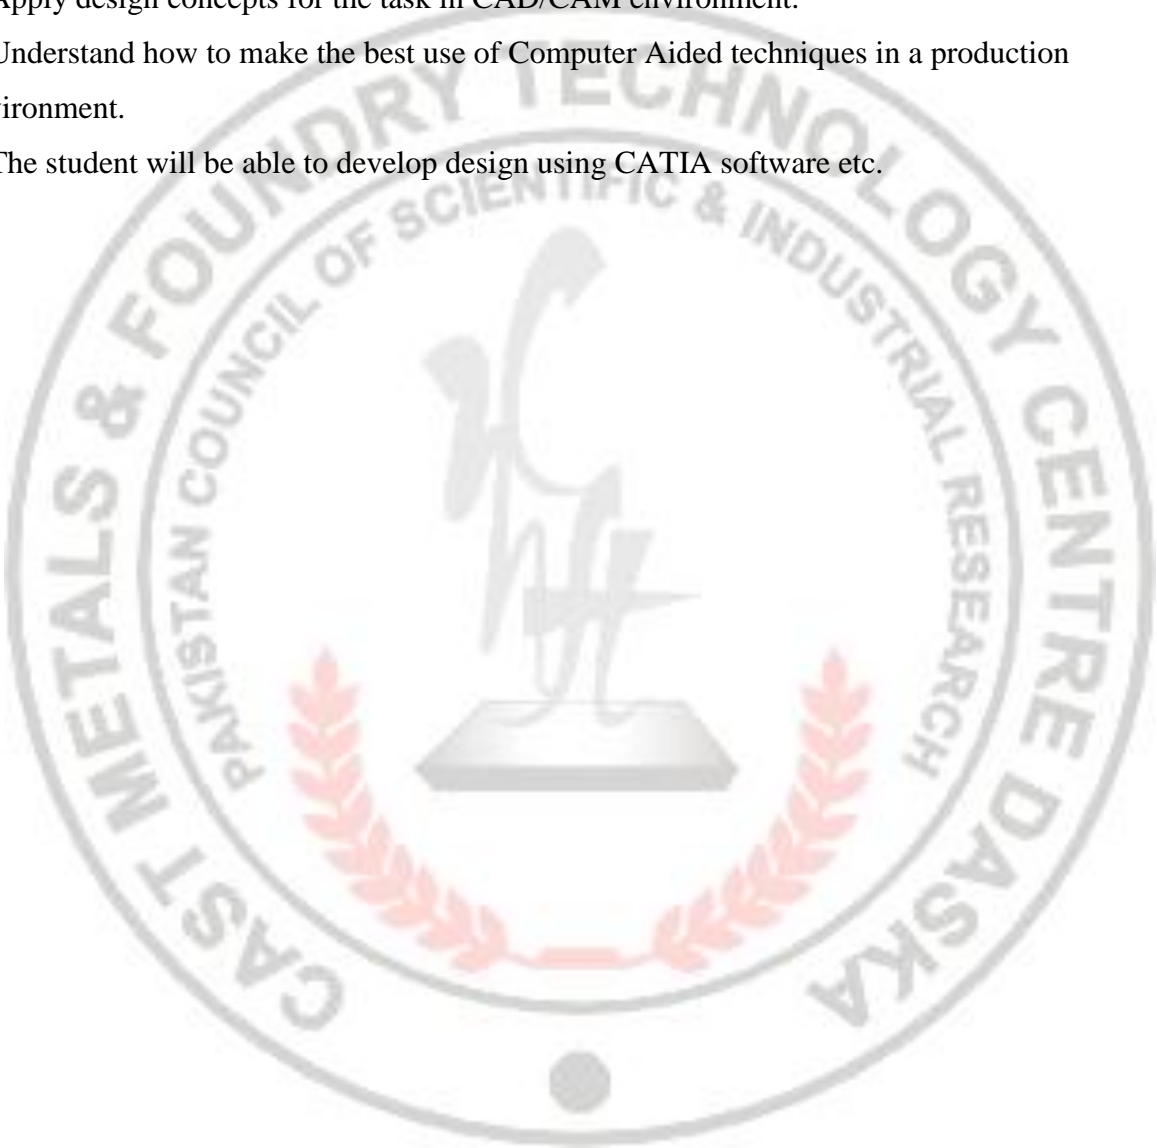 Apply design concepts for the task in CAD/CAM environment.
Understand how to make the best use of Computer Aided techniques in a production
vironment.
The student will be able to develop design using CATIA software etc.
CAST METALS & FOUNDRY TECHNOLOGY CENTRE DASKA
PAKISTAN COUNCIL OF SCIENTIFIC & INDUSTRIAL RESEARCH